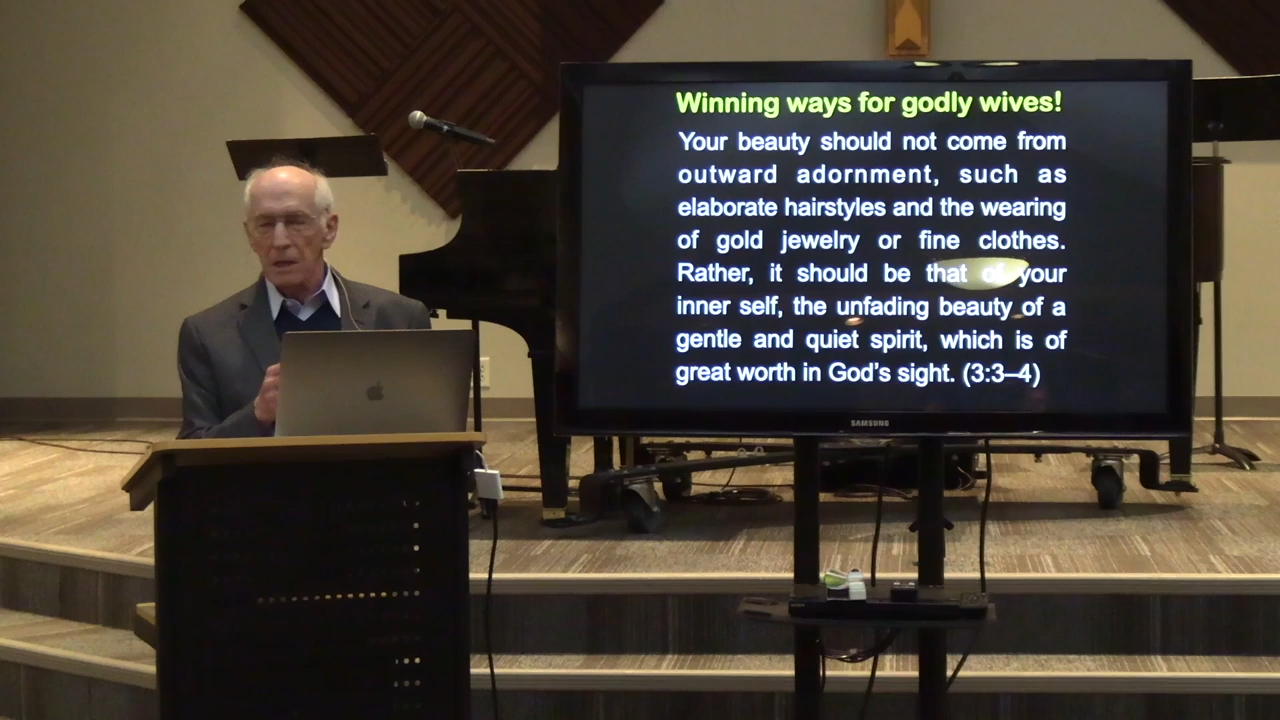 Winning ways for godly wives!
Your beauty should not come from
outward adornment, such as
elaborate hairstyles and the wearing
of gold jewelry or fine clothes.
Rather, it should be that of your
inner self, the unfading beauty of a
gentle and quiet spirit, which is of
great worth in God's sight. (3:3–4)
SAMSUNG